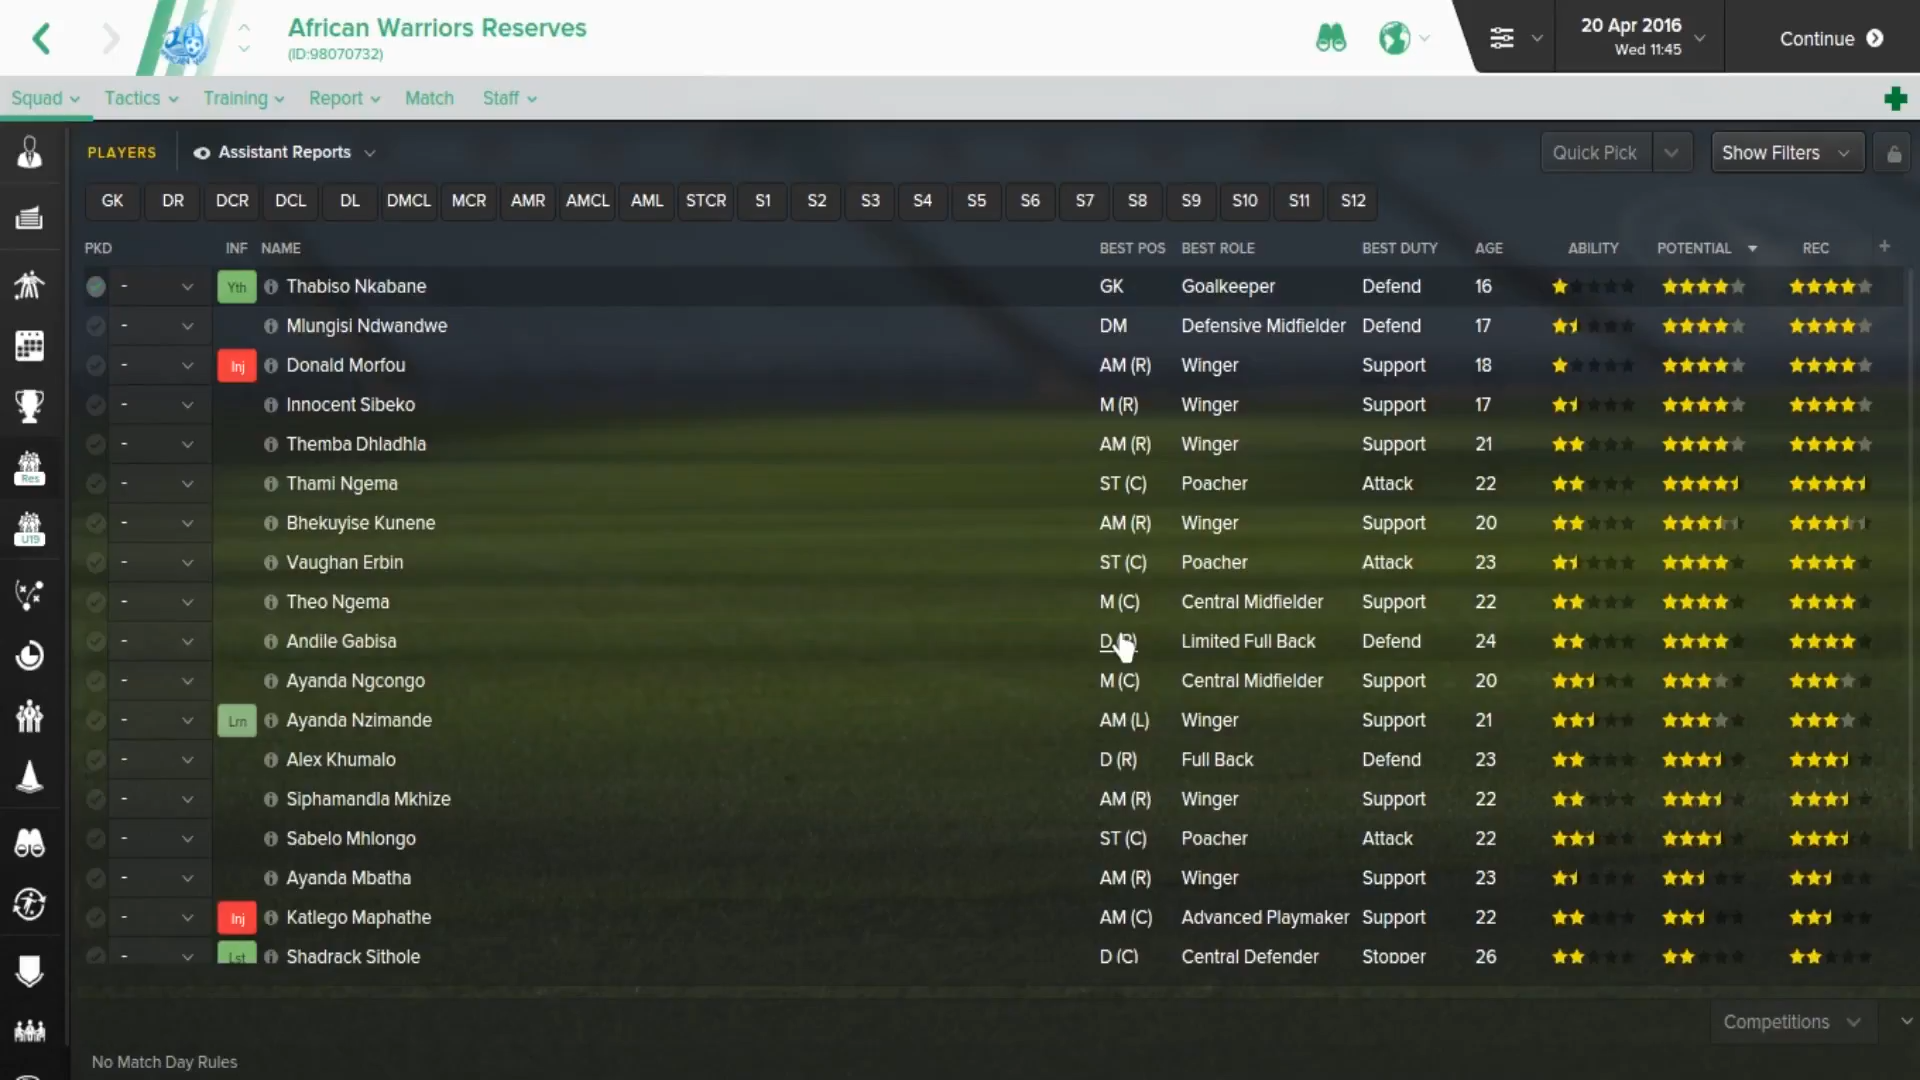 African Warriors Reserves
(ID:98070732)
20 Apr 2016
Wed 11:45
Continue
Squad Tactics Training Report Match Staff
PLAYERS Assistant Reports Quick Pick Show Filters
GK DR DCR DCL DL DMCL MCR AMR AMCL AML STCR S1 S2 S3 S4 S5 S6 S7 S8 S9 S10 S11 S12
PKD INF NAME BEST POS BEST ROLE BEST DUTY AGE ABILITY POTENTIAL REC
- Yth Thabiso Nkabane GK Goalkeeper Defend 16
- Mlungisi Ndwandwe DM Defensive Midfielder Defend 17
- Inj Donald Morfou AM (R) Winger Support 18
- Innocent Sibeko M (R) Winger Support 17
- Themba Dhladhla AM (R) Winger Support 21
- Thami Ngema ST (C) Poacher Attack 22
- Bhekuyise Kunene AM (R) Winger Support 20
- Vaughan Erbin ST (C) Poacher Attack 23
- Theo Ngema M (C) Central Midfielder Support 22
- Andile Gabisa D Limited Full Back Defend 24
- Ayanda Ngcongo M (C) Central Midfielder Support 20
- Lrn Ayanda Nzimande AM (L) Winger Support 21
- Alex Khumalo D (R) Full Back Defend 23
- Siphamandla Mkhize AM (R) Winger Support 22
- Sabelo Mhlongo ST (C) Poacher Attack 22
- Ayanda Mbatha AM (R) Winger Support 23
- Inj Katlego Maphathe AM (C) Advanced Playmaker Support 22
- Lst Shadrack Sithole D (C) Central Defender Stopper 26
Res
U19
Competitions
No Match Day Rules